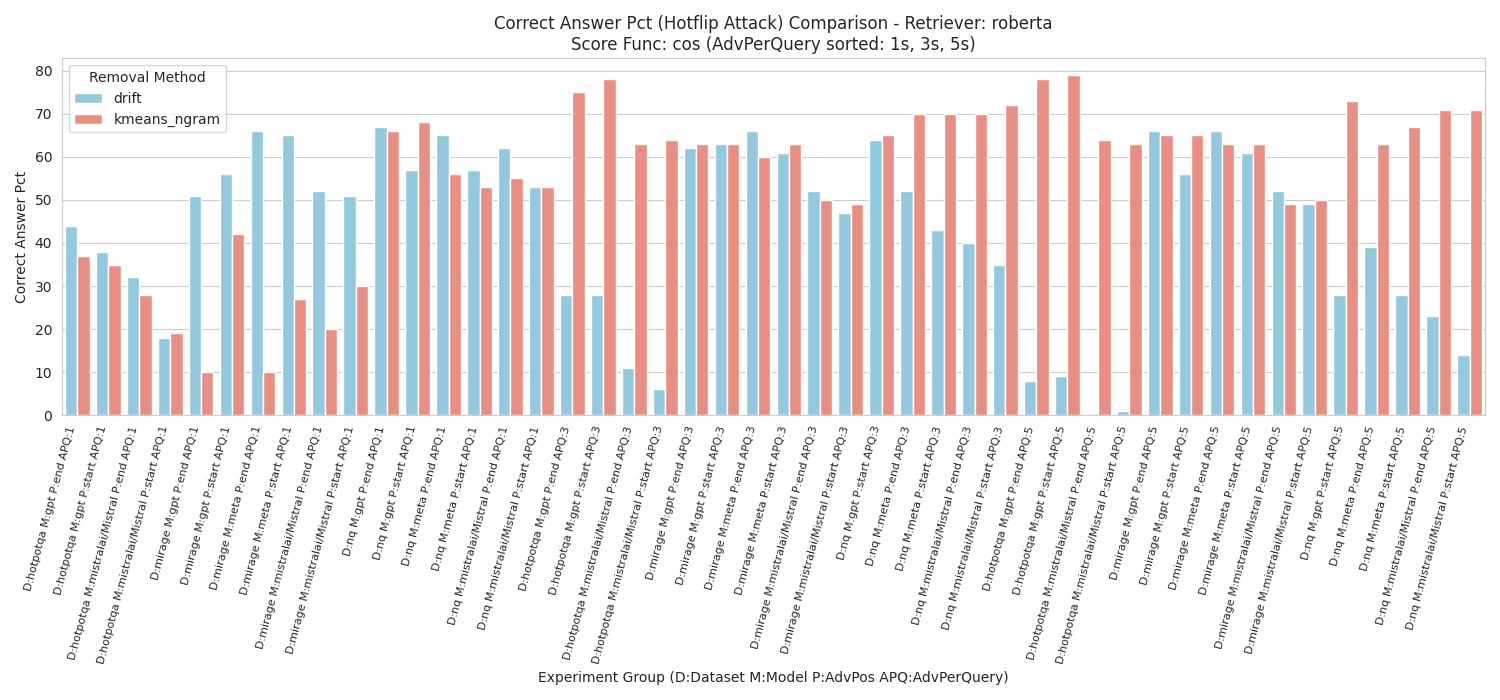 Correct Answer Pct (Hotflip Attack) Comparison - Retriever: roberta
Score Func: cos (AdvPerQuery sorted: 1s, 3s, 5s)
Removal Method
drift
kmeans_ngram
Correct Answer Pct
80
70
60
50
40
30
20
10
0
D:hotpotqa M:gpt P:end APQ:1
D:hotpotqa M:gpt P:start APQ:1
D:hotpotqa M:mistralai/Mistral P:end APQ:1
D:hotpotqa M:mistralai/Mistral P:start APQ:1
D:mirage M:gpt P:end APQ:1
D:mirage M:gpt P:start APQ:1
D:mirage M:meta P:end APQ:1
D:mirage M:meta P:start APQ:1
D:mirage M:mistralai/Mistral P:end APQ:1
D:mirage M:mistralai/Mistral P:start APQ:1
D:nq M:gpt P:end APQ:1
D:nq M:gpt P:start APQ:1
D:nq M:meta P:end APQ:1
D:nq M:meta P:start APQ:1
D:nq M:mistralai/Mistral P:end APQ:1
D:nq M:mistralai/Mistral P:start APQ:1
D:hotpotqa M:gpt P:end APQ:3
D:hotpotqa M:gpt P:start APQ:3
D:hotpotqa M:mistralai/Mistral P:end APQ:3
D:hotpotqa M:mistralai/Mistral P:start APQ:3
D:mirage M:gpt P:end APQ:3
D:mirage M:gpt P:start APQ:3
D:mirage M:meta P:end APQ:3
D:mirage M:meta P:start APQ:3
D:mirage M:mistralai/Mistral P:end APQ:3
D:mirage M:mistralai/Mistral P:start APQ:3
D:nq M:gpt P:start APQ:3
D:nq M:meta P:end APQ:3
D:nq M:meta P:start APQ:3
D:nq M:mistralai/Mistral P:end APQ:3
D:nq M:mistralai/Mistral P:start APQ:3
D:hotpotqa M:gpt P:end APQ:5
D:hotpotqa M:gpt P:start APQ:5
D:hotpotqa M:mistralai/Mistral P:end APQ:5
D:hotpotqa M:mistralai/Mistral P:start APQ:5
D:mirage M:gpt P:end APQ:5
D:mirage M:gpt P:start APQ:5
D:mirage M:meta P:end APQ:5
D:mirage M:meta P:start APQ:5
D:mirage M:mistralai/Mistral P:end APQ:5
D:mirage M:mistralai/Mistral P:start APQ:5
D:nq M:gpt P:start APQ:5
D:nq M:meta P:end APQ:5
D:nq M:meta P:start APQ:5
D:nq M:mistralai/Mistral P:end APQ:5
D:nq M:mistralai/Mistral P:start APQ:5
Experiment Group (D:Dataset M:Model P:AdvPos APQ:AdvPerQuery)